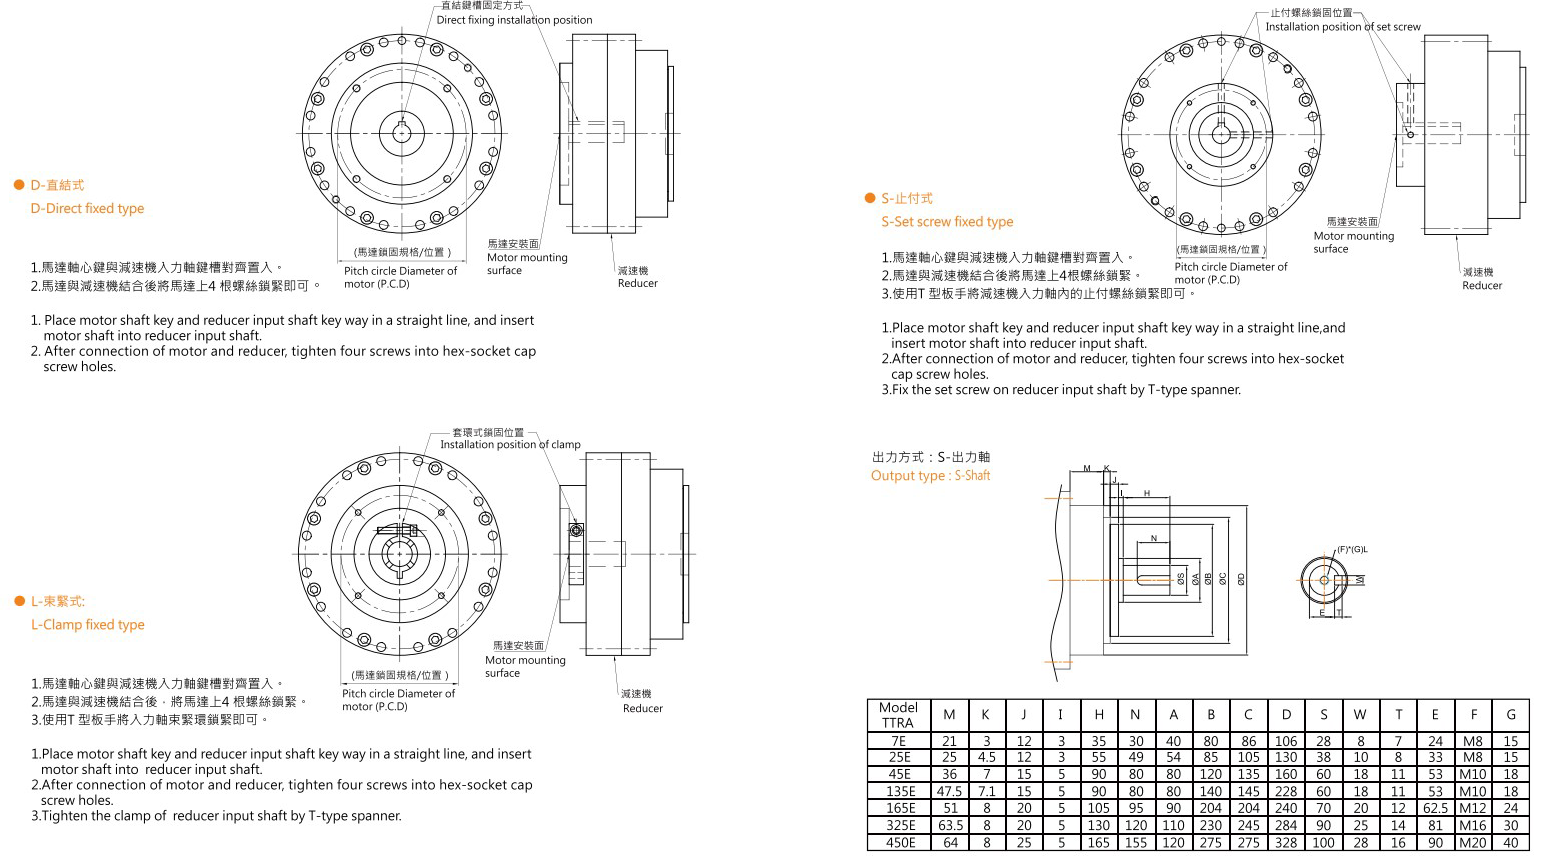 直結鍵槽固定方式
Direct fixing installation position
D-直結式
D-Direct fixed type
(馬達鎖固規格/位置 )
Pitch circle Diameter of
motor (P.C.D)
馬達安裝面
Motor mounting
surface
減速機
Reducer
1.馬達軸心鍵與減速機入力軸鍵槽對齊置入。
2.馬達與減速機結合後將馬達上4 根螺絲鎖緊即可。
1. Place motor shaft key and reducer input shaft key way in a straight line, and insert
motor shaft into reducer input shaft.
2. After connection of motor and reducer, tighten four screws into hex-socket cap
screw holes.
止付螺絲鎖固位置
Installation position of set screw
S-止付式
S-Set screw fixed type
(馬達鎖固規格/位置 )
Pitch circle Diameter of
motor (P.C.D)
馬達安裝面
Motor mounting
surface
減速機
Reducer
1.馬達軸心鍵與減速機入力軸鍵槽對齊置入。
2.馬達與減速機結合後將馬達上4根螺絲鎖緊。
3.使用T 型板手將減速機入力軸內的止付螺絲鎖緊即可。
1.Place motor shaft key and reducer input shaft key way in a straight line,and
insert motor shaft into reducer input shaft.
2.After connection of motor and reducer, tighten four screws into hex-socket
cap screw holes.
3.Fix the set screw on reducer input shaft by T-type spanner.
套環式鎖固位置
Installation position of clamp
L-束緊式:
L-Clamp fixed type
(馬達鎖固規格/位置 )
Pitch circle Diameter of
motor (P.C.D)
馬達安裝面
Motor mounting
surface
減速機
Reducer
1.馬達軸心鍵與減速機入力軸鍵槽對齊置入。
2.馬達與減速機結合後，將馬達上4 根螺絲鎖緊。
3.使用T 型板手將入力軸束緊環鎖緊即可。
1.Place motor shaft key and reducer input shaft key way in a straight line, and insert
motor shaft into reducer input shaft.
2.After connection of motor and reducer, tighten four screws into hex-socket cap
screw holes.
3.Tighten the clamp of reducer input shaft by T-type spanner.
出力方式：S-出力軸
Output type : S-Shaft
M K
J
I H
N
ØS ØA ØB ØC ØD
(F)*(G)L
W
E T
Model TTRA M K J I H N A B C D S W T E F G
7E 21 3 12 3 35 30 40 80 86 106 28 8 7 24 M8 15
25E 25 4.5 12 3 55 49 54 85 105 130 38 10 8 33 M8 15
45E 36 7 15 5 90 80 80 120 135 160 60 18 11 53 M10 18
135E 47.5 7.1 15 5 90 80 80 140 145 228 60 18 11 53 M10 18
165E 51 8 20 5 105 95 90 204 204 240 70 20 12 62.5 M12 24
325E 63.5 8 20 5 130 120 110 230 245 284 90 25 14 81 M16 30
450E 64 8 25 5 165 155 120 275 275 328 100 28 16 90 M20 40